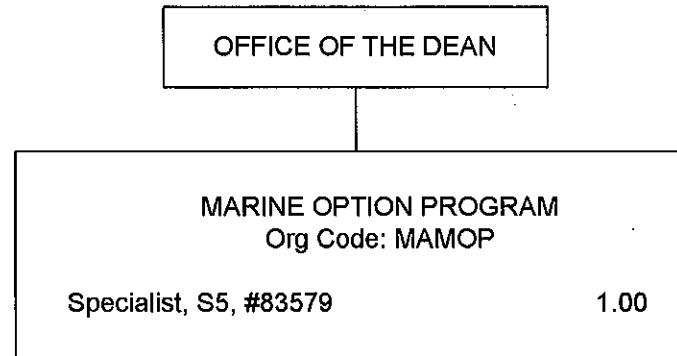 OFFICE OF THE DEAN
MARINE OPTION PROGRAM
Org Code: MAMOP
Specialist, S5, #83579 1.00